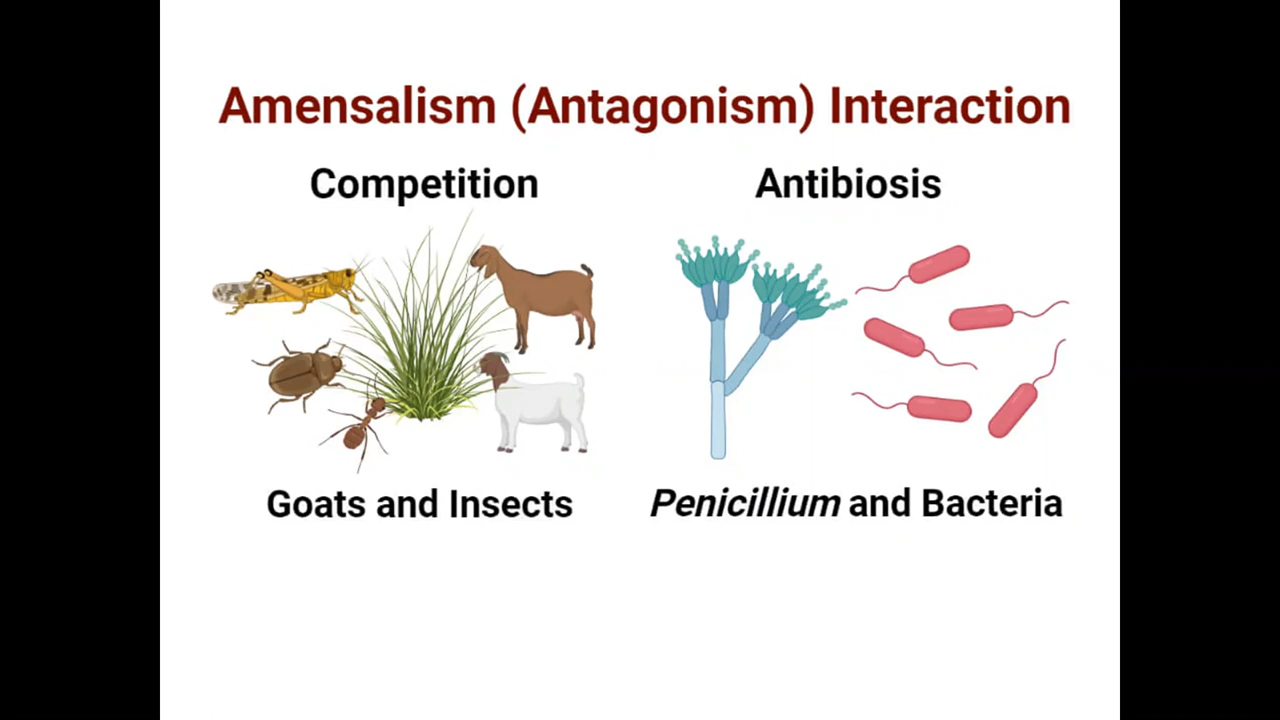 Amensalism (Antagonism) Interaction
Competition
Antibiosis
Goats and Insects
Penicillium and Bacteria